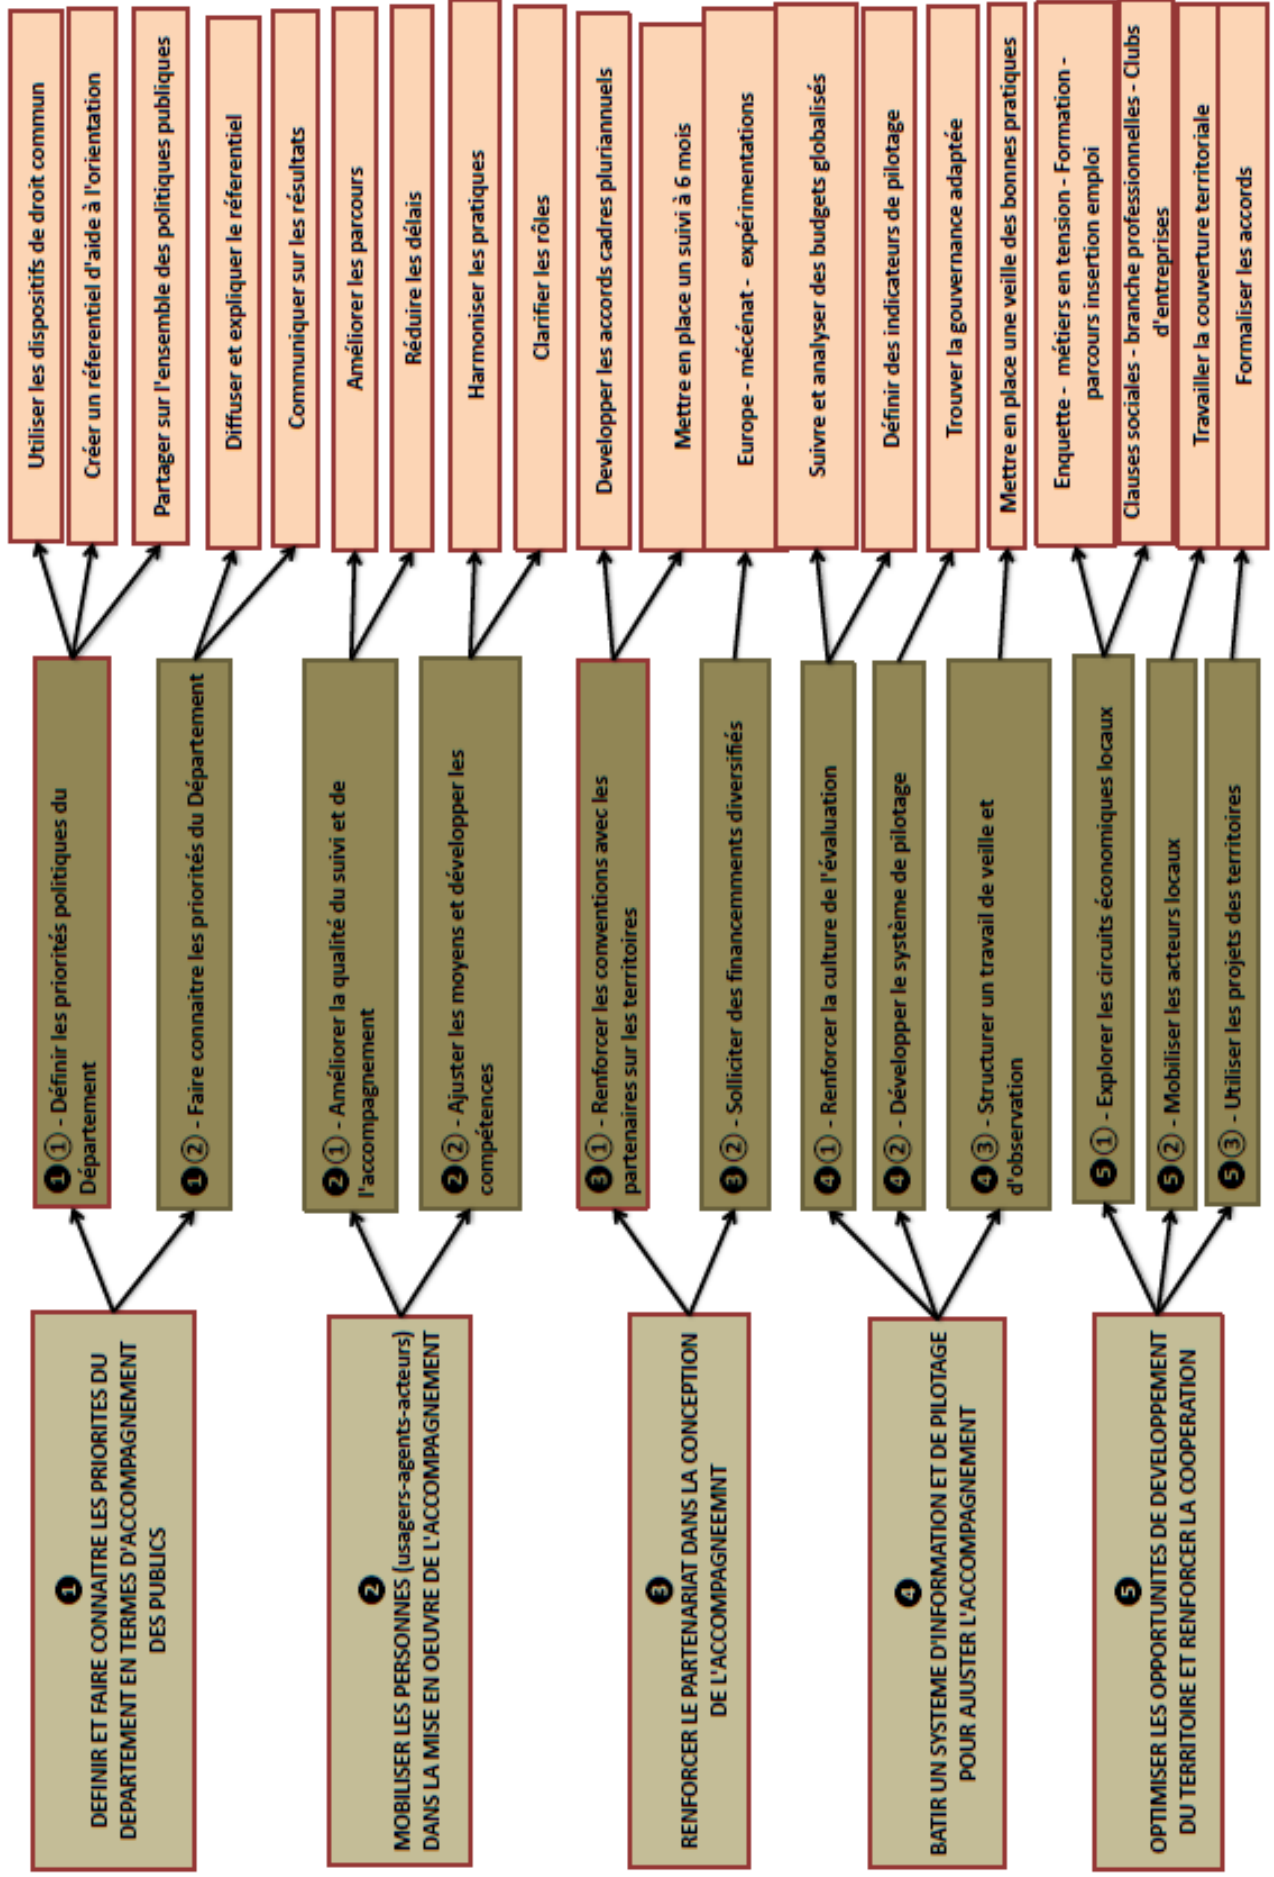 ❶
DEFINIR ET FAIRE CONNAITRE LES PRIORITES DU
DEPARTEMENT EN TERMES D'ACCOMPAGNEMENT
DES PUBLICS
❶① - Définir les priorités politiques du
Département
Utiliser les dispositifs de droit commun
Créer un réferentiel d'aide à l'orientation
Partager sur l'ensemble des politiques publiques
❶② - Faire connaitre les priorités du Département
Diffuser et expliquer le réferentiel
Communiquer sur les résultats
❷
MOBILISER LES PERSONNES (usagers-agents-acteurs)
DANS LA MISE EN OEUVRE DE L'ACCOMPAGNEMENT
❷① - Améliorer la qualité du suivi et de
l'accompagnement
Améliorer les parcours
Réduire les délais
❷② - Ajuster les moyens et développer les
compétences
Harmoniser les pratiques
Clarifier les rôles
❸
RENFORCER LE PARTENARIAT DANS LA CONCEPTION
DE L'ACCOMPAGNEEMNT
❸① - Renforcer les conventions avec les
partenaires sur les territoires
Developper les accords cadres pluriannuels
Mettre en place un suivi à 6 mois
❸② - Solliciter des financemments diversifiés
Europe - mécénat - expérimentations
❹
BATIR UN SYSTEME D'INFORMATION ET DE PILOTAGE
POUR AJUSTER L'ACCOMPAGNEMENT
❹① - Renforcer la culture de l'évaluation
Suivre et analyser des budgets globalisés
Définir des indicateurs de pilotage
❹② - Développer le système de pilotage
Trouver la gouvernance adaptée
❹③ - Structurer un travail de veille et
d'observation
Mettre en place une veille des bonnes pratiques
❺
OPTIMISER LES OPPORTUNITES DE DEVELOPPEMENT
DU TERRITOIRE ET RENFORCER LA COOPERATION
❺① - Explorer les circuits économiques locaux
Enquette - métiers en tension - Formation -
parcours insertion emploi
Clauses sociales - branche professionnelles - Clubs
d'entreprises
❺② - Mobiliser les acteurs locaux
Travailler la couverture territoriale
❺③ - Utiliser les projets des territoires
Formaliser les accords